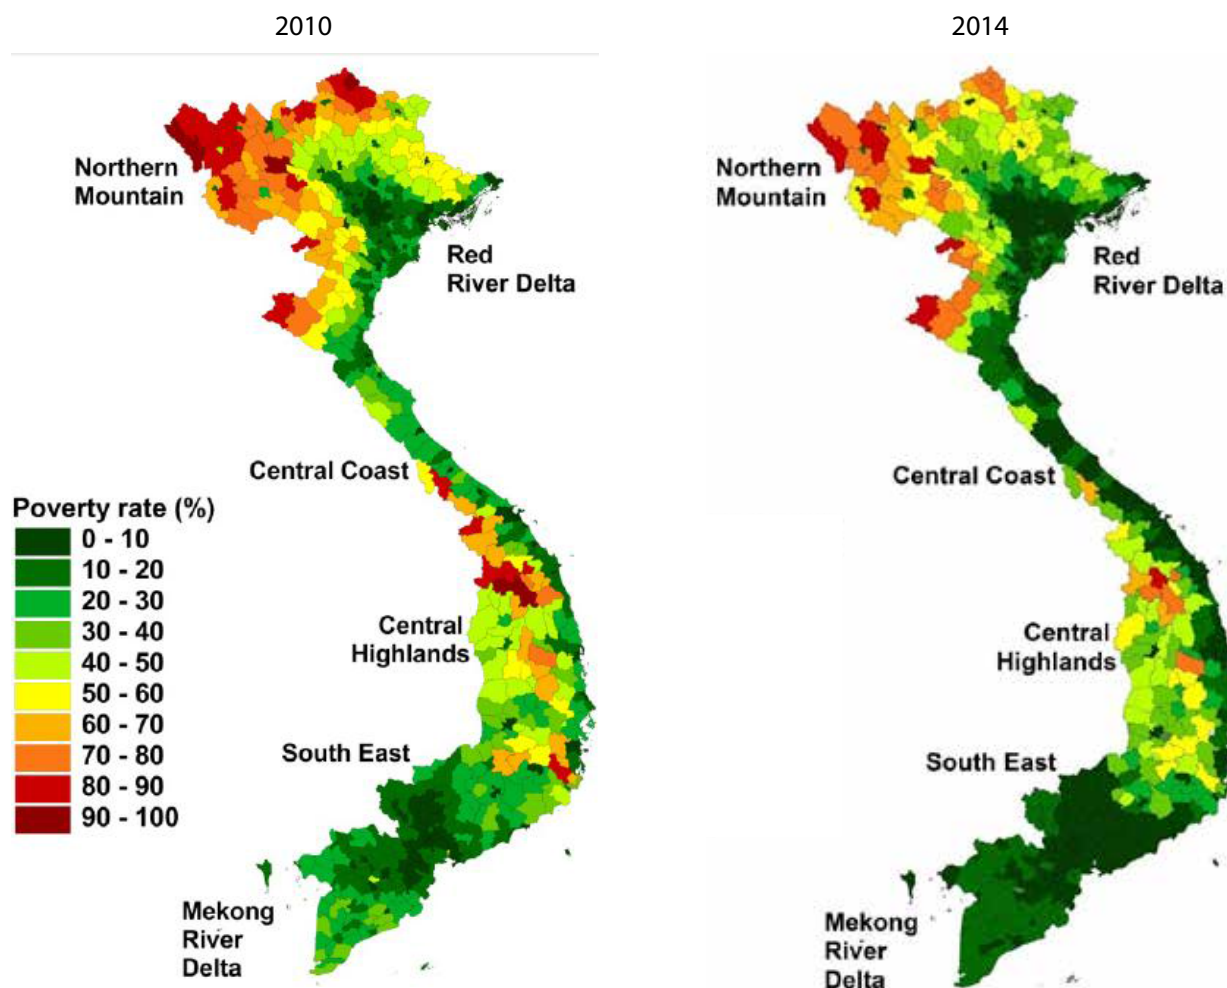 2010
2014
Northern
Mountain
Red
River Delta
Central Coast
Poverty rate (%)
0 - 10
10 - 20
20 - 30
30 - 40
40 - 50
50 - 60
60 - 70
70 - 80
80 - 90
90 - 100
Central
Highlands
South East
Mekong
River
Delta
Northern
Mountain
Red
River Delta
Central Coast
Central
Highlands
South East
Mekong
River
Delta